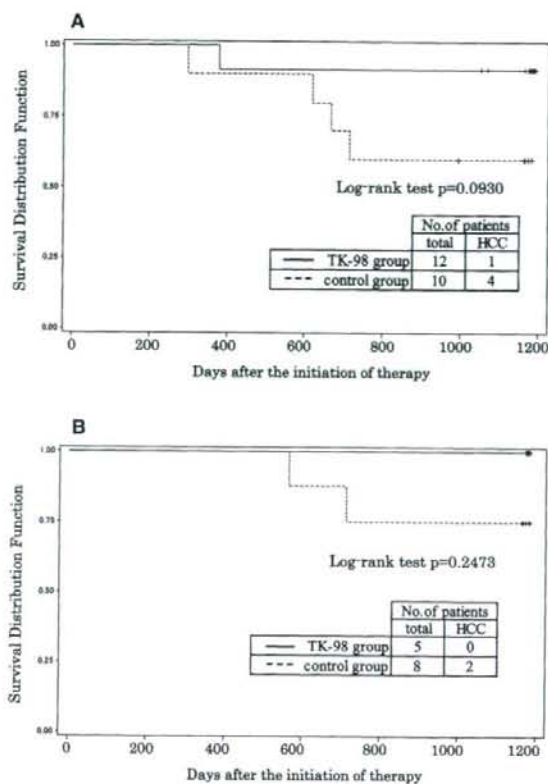 A
Survival Distribution Function
1.00
0.75
0.50
0.25
0.00
Log-rank test p=0.0930
No.of patients
total HCC
TK-98 group 12 1
control group 10 4
0 200 400 600 800 1000 1200
Days after the initiation of therapy
B
Survival Distribution Function
1.00
0.75
0.50
0.25
0.00
Log-rank test p=0.2473
No.of patients
total HCC
TK-98 group 5 0
control group 8 2
0 200 400 600 800 1000 1200
Days after the initiation of therapy